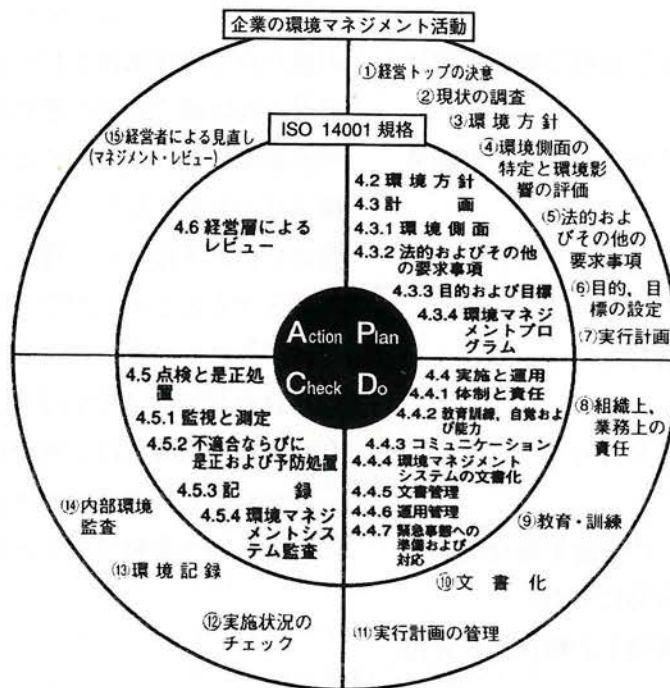 企業の環境マネジメント活動
①経営トップの決意
②現状の調査
③環境方針
④環境側面の
特定と環境影
響の評価
⑤法的およ
びその他の
要求事項
⑥目的，目
標の設定
⑦実行計画
⑧組織上，
業務上の
責任
⑨教育・訓練
⑩文書化
⑪実行計画の管理
⑫実施状況の
チェック
⑬環境記録
⑭内部環境
監査
⑮経営者による見直し
(マネジメント・レビュー)
ISO 14001 規格
4.2 環境方針
4.3 計　画
4.3.1 環境側面
4.3.2 法的およびその他
の要求事項
4.3.3 目的および目標
4.3.4 環境マネジ
メントプロ
グラム
4.4 実施と運用
4.4.1 体制と責任
4.4.2 教育訓練，自覚およ
び能力
4.4.3 コミュニケーション
4.4.4 環境マネジメント
システムの文書化
4.4.5 文書管理
4.4.6 運用管理
4.4.7 緊急事態への
準備および
対応
4.5 点検と是正処
置
4.5.1 監視と測定
4.5.2 不適合ならびに
是正および予防処置
4.5.3 記　録
4.5.4 環境マネジ
メントシス
テム監査
4.6 経営層による
レビュー
Action Plan
Check Do